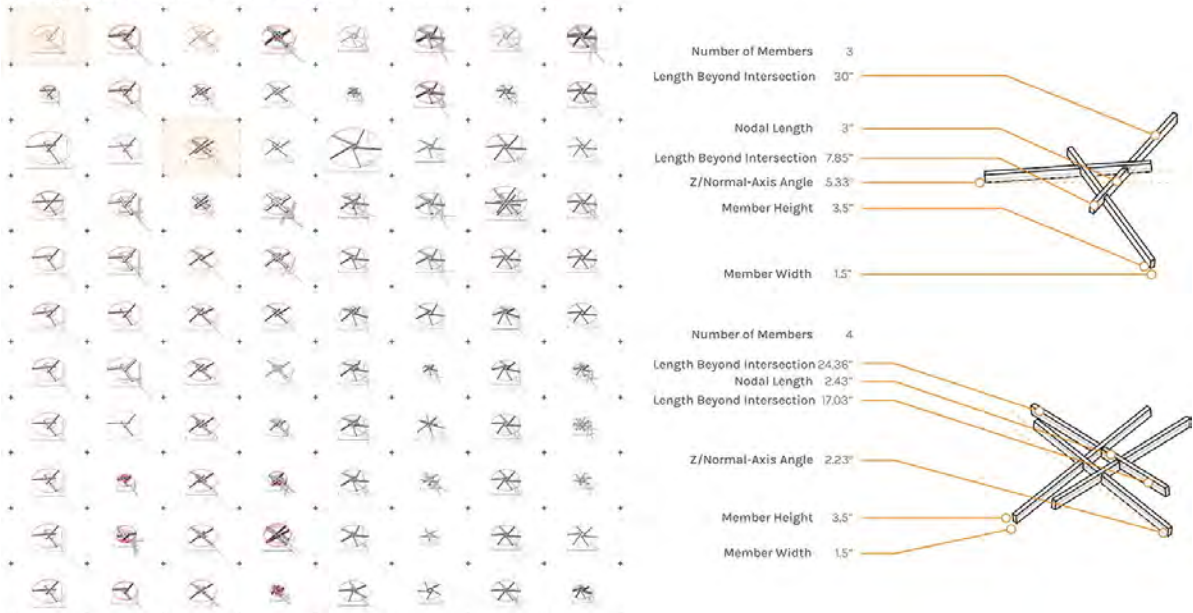 Number of Members 3
Length Beyond Intersection 30"
Nodal Length 3"
Length Beyond Intersection 7.85"
Z/Normal-Axis Angle 5.33°
Member Height 3.5"
Member Width 1.5"
Number of Members 4
Length Beyond Intersection 24.36"
Nodal Length 2.43"
Length Beyond Intersection 17.03"
Z/Normal-Axis Angle 2.23°
Member Height 3.5"
Member Width 1.5"